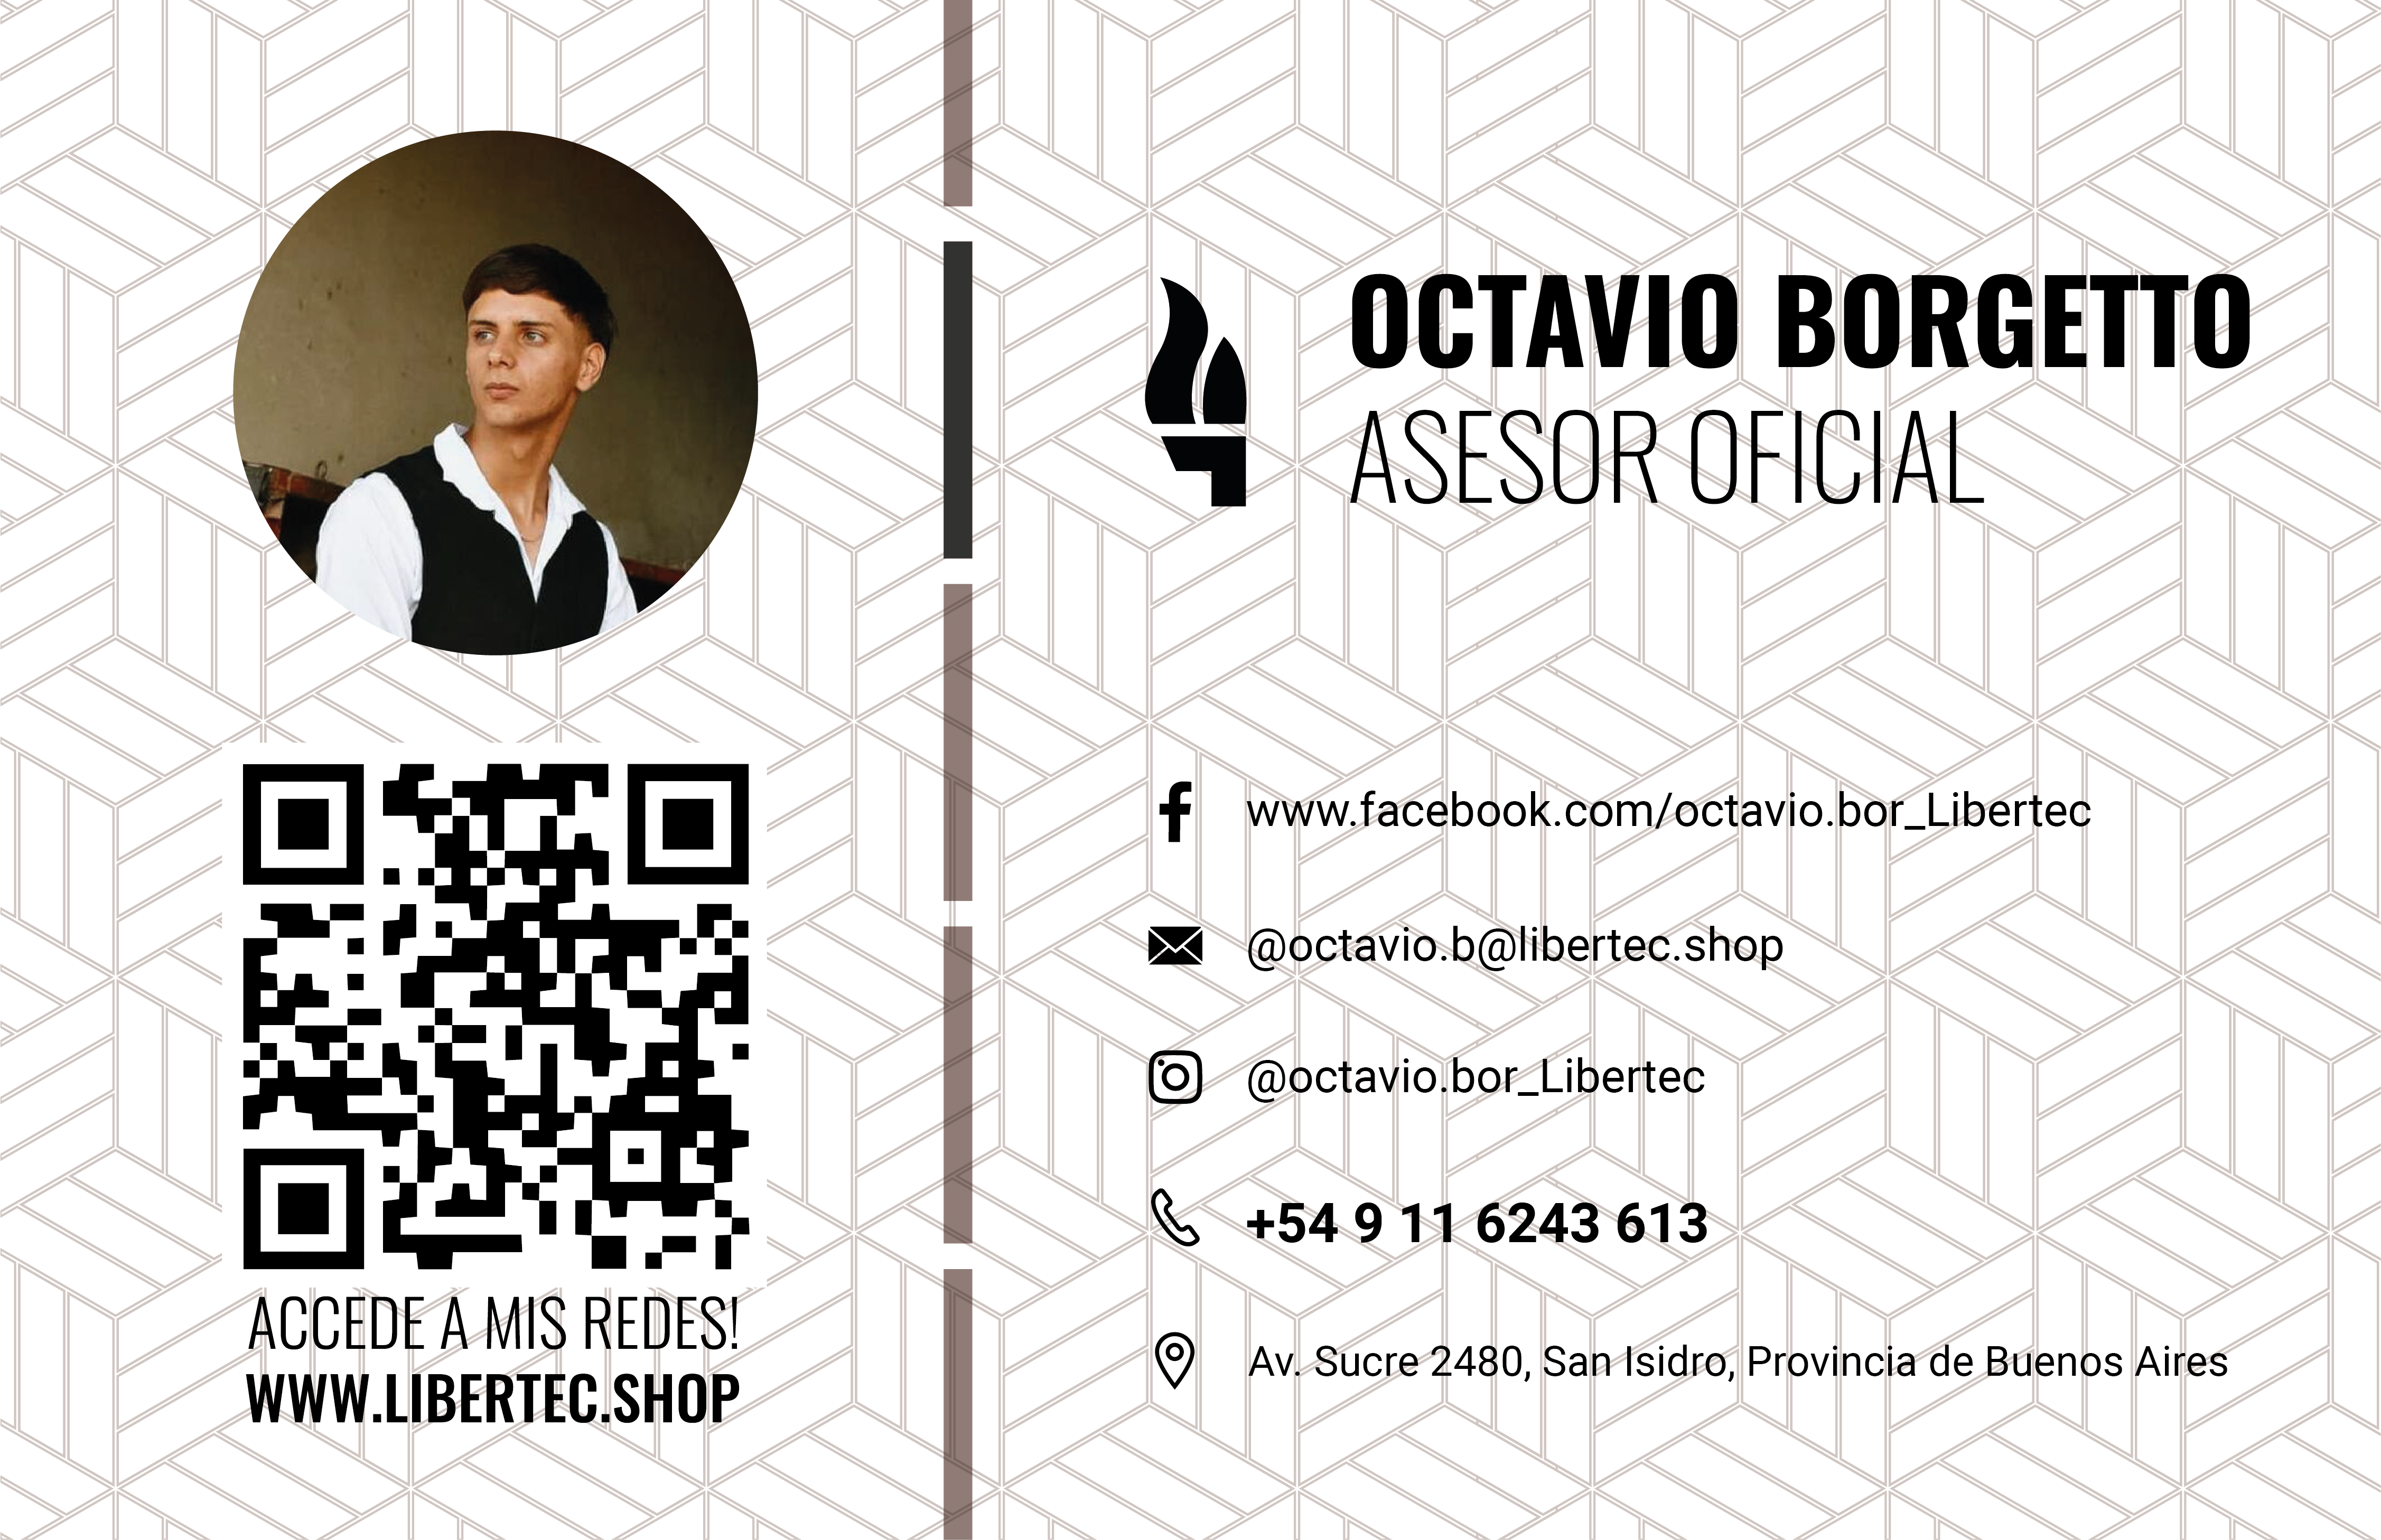 OCTAVIO BORGETTO
ASESOR OFICIAL
www.facebook.com/octavio.bor_Libertec
@octavio.b@libertec.shop
@octavio.bor_Libertec
+54 9 11 6243 613
Av. Sucre 2480, San Isidro, Provincia de Buenos Aires
ACCEDE A MIS REDES!
WWW.LIBERTEC.SHOP